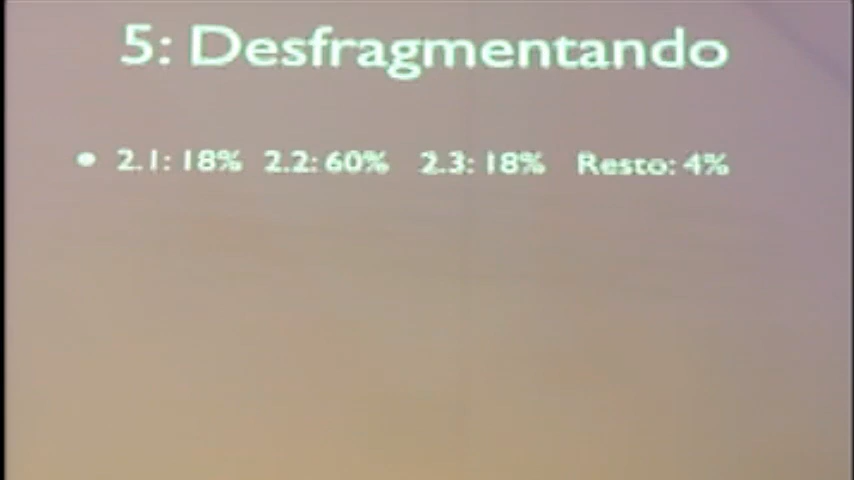 5: Desfragmentando
• 2.1: 18% 2.2: 60% 2.3: 18% Resto: 4%